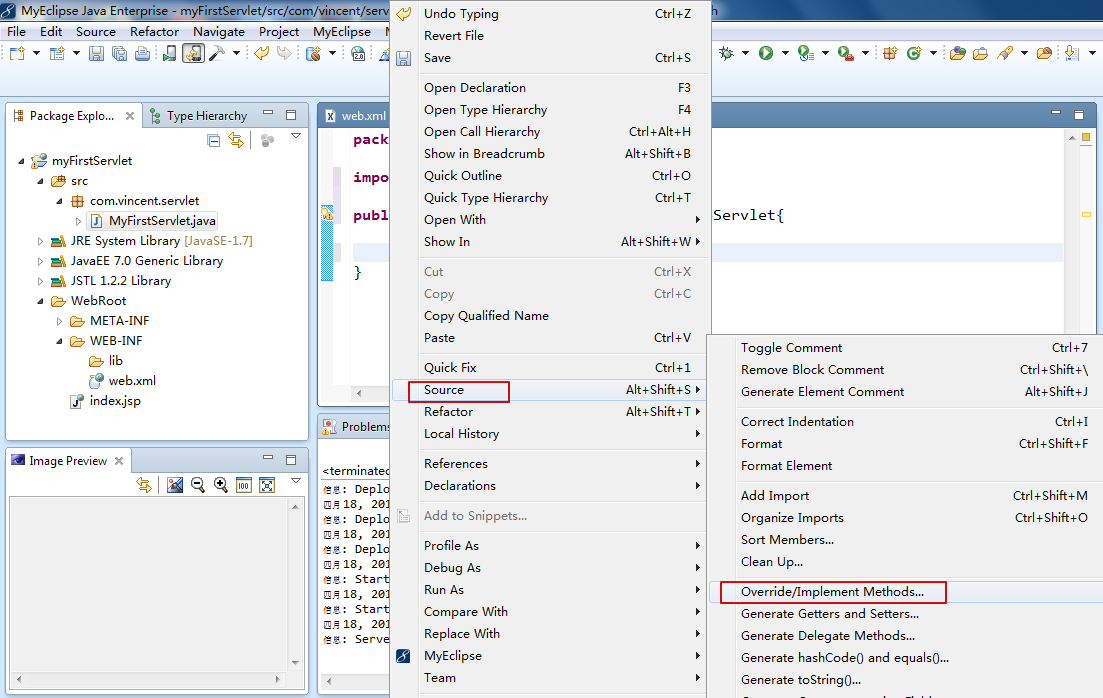 MyEclipse Java Enterprise - myFirstServlet/src/com/vincent/serv
File Edit Source Refactor Navigate Project MyEclipse
Package Explo...
Type Hierarchy
myFirstServlet
src
com.vincent.servlet
MyFirstServlet.java
JRE System Library [JavaSE-1.7]
JavaEE 7.0 Generic Library
JSTL 1.2.2 Library
WebRoot
META-INF
WEB-INF
lib
web.xml
index.jsp
Image Preview
web.xml
pack
impo
publ
Servlet{
}
Problems
<terminated
信息: Deplo
四月18, 201
信息: Deplo
四月18, 201
信息: Deplo
四月18, 201
信息: Start
四月18, 201
信息: Start
四月18, 201
信息: Serve
Undo Typing Ctrl+Z
Revert File
Save Ctrl+S
Open Declaration F3
Open Type Hierarchy F4
Open Call Hierarchy Ctrl+Alt+H
Show in Breadcrumb Alt+Shift+B
Quick Outline Ctrl+O
Quick Type Hierarchy Ctrl+T
Open With
Show In Alt+Shift+W
Cut Ctrl+X
Copy Ctrl+C
Copy Qualified Name
Paste Ctrl+V
Quick Fix Ctrl+1
Source Alt+Shift+S
Refactor Alt+Shift+T
Local History
References
Declarations
Add to Snippets...
Profile As
Debug As
Run As
Compare With
Replace With
MyEclipse
Team
Toggle Comment Ctrl+7
Remove Block Comment Ctrl+Shift+\
Generate Element Comment Alt+Shift+J
Correct Indentation Ctrl+I
Format Ctrl+Shift+F
Format Element
Add Import Ctrl+Shift+M
Organize Imports Ctrl+Shift+O
Sort Members...
Clean Up...
Override/Implement Methods...
Generate Getters and Setters...
Generate Delegate Methods...
Generate hashCode() and equals()...
Generate toString()...